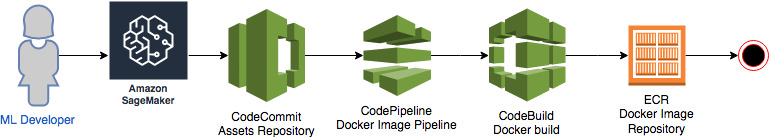 ML Developer
Amazon
SageMaker
CodeCommit
Assets Repository
CodePipeline
Docker Image Pipeline
CodeBuild
Docker build
ECR
Docker Image
Repository